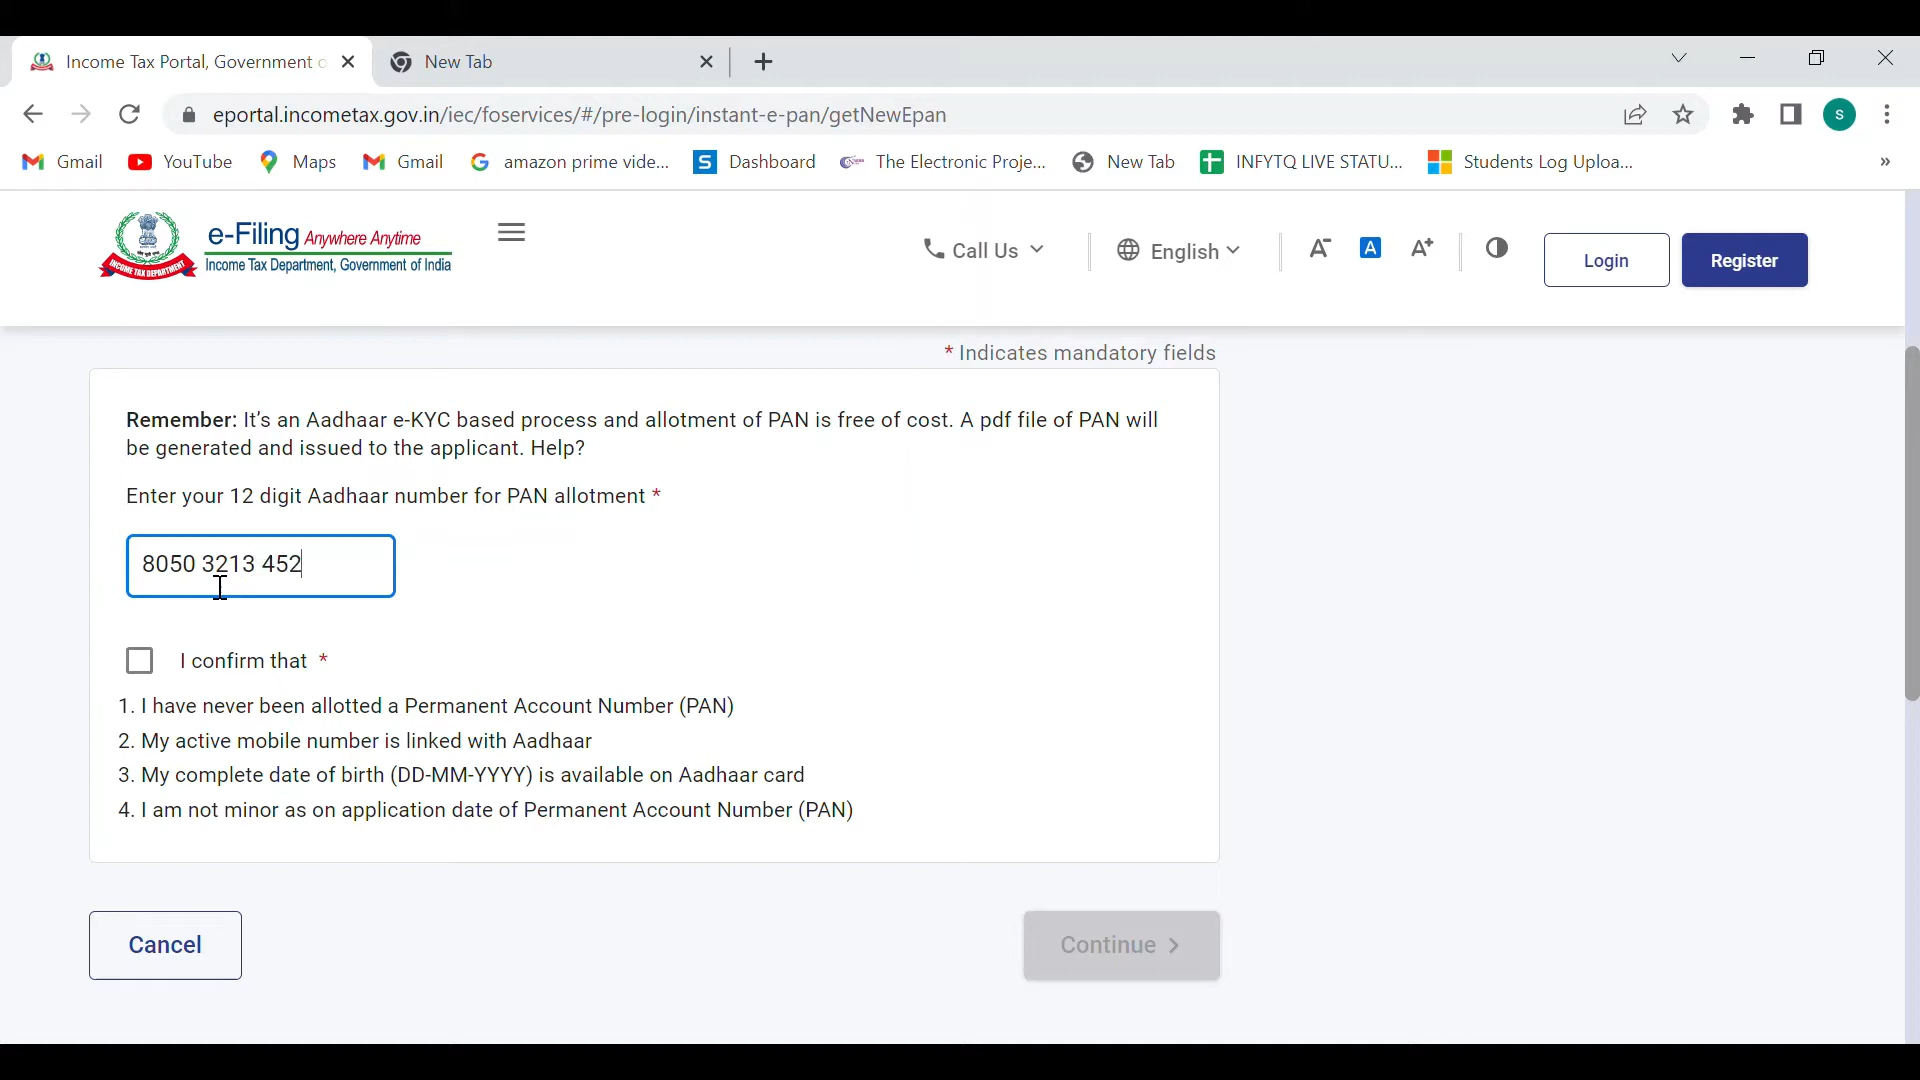 Income Tax Portal, Government o
New Tab
eportal.incometax.gov.in/iec/foservices/#/pre-login/instant-e-pan/getNewEpan
S
Gmail
YouTube
Maps
Gmail
amazon prime vide...
S Dashboard
The Electronic Proje...
New Tab
INFYTQ LIVE STATU...
Students Log Uploa...
»
INCOME TAX DEPARTMENT
e-Filing Anywhere Anytime
Income Tax Department, Government of India
Call Us
English
A-
A
A+
Login
Register
* Indicates mandatory fields
Remember: It's an Aadhaar e-KYC based process and allotment of PAN is free of cost. A pdf file of PAN will
be generated and issued to the applicant. Help?
Enter your 12 digit Aadhaar number for PAN allotment *
8050 3213 452
I confirm that *
1. I have never been allotted a Permanent Account Number (PAN)
2. My active mobile number is linked with Aadhaar
3. My complete date of birth (DD-MM-YYYY) is available on Aadhaar card
4. I am not minor as on application date of Permanent Account Number (PAN)
Cancel
Continue >